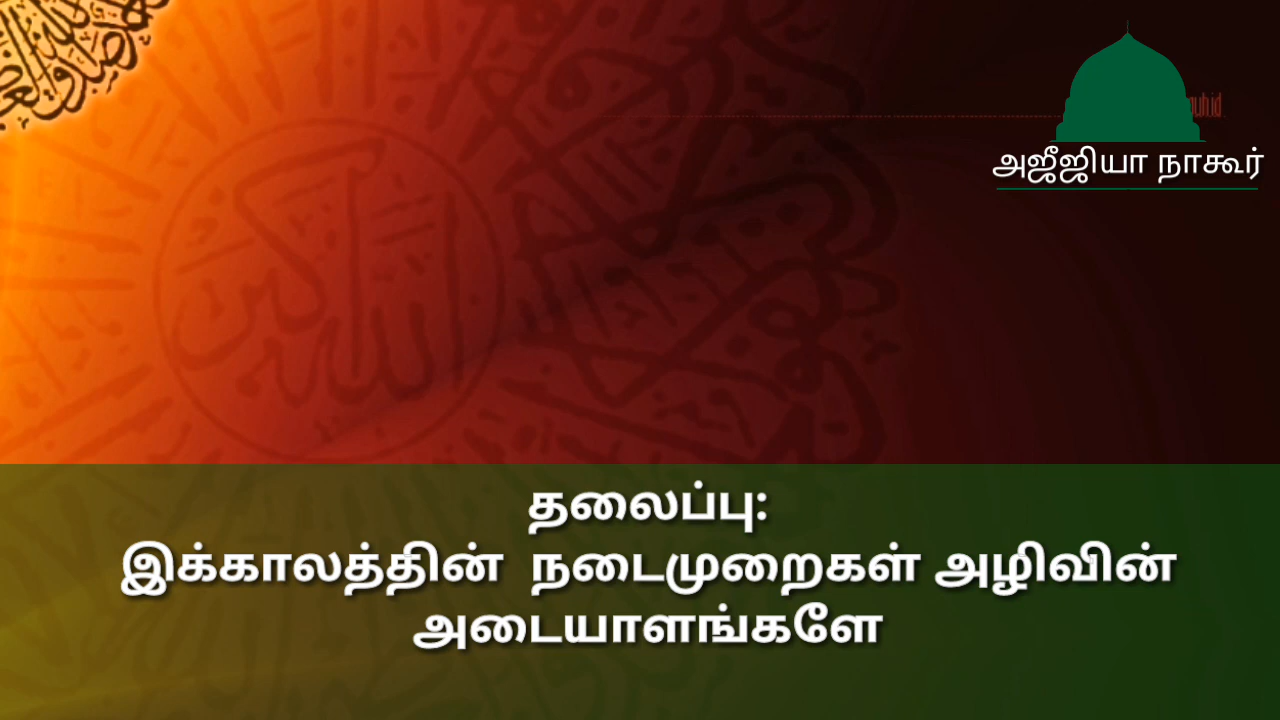 அஜீஜியா நாகூர்
தலைப்பு:
இக்காலத்தின் நடைமுறைகள் அழிவின்
அடையாளங்களே